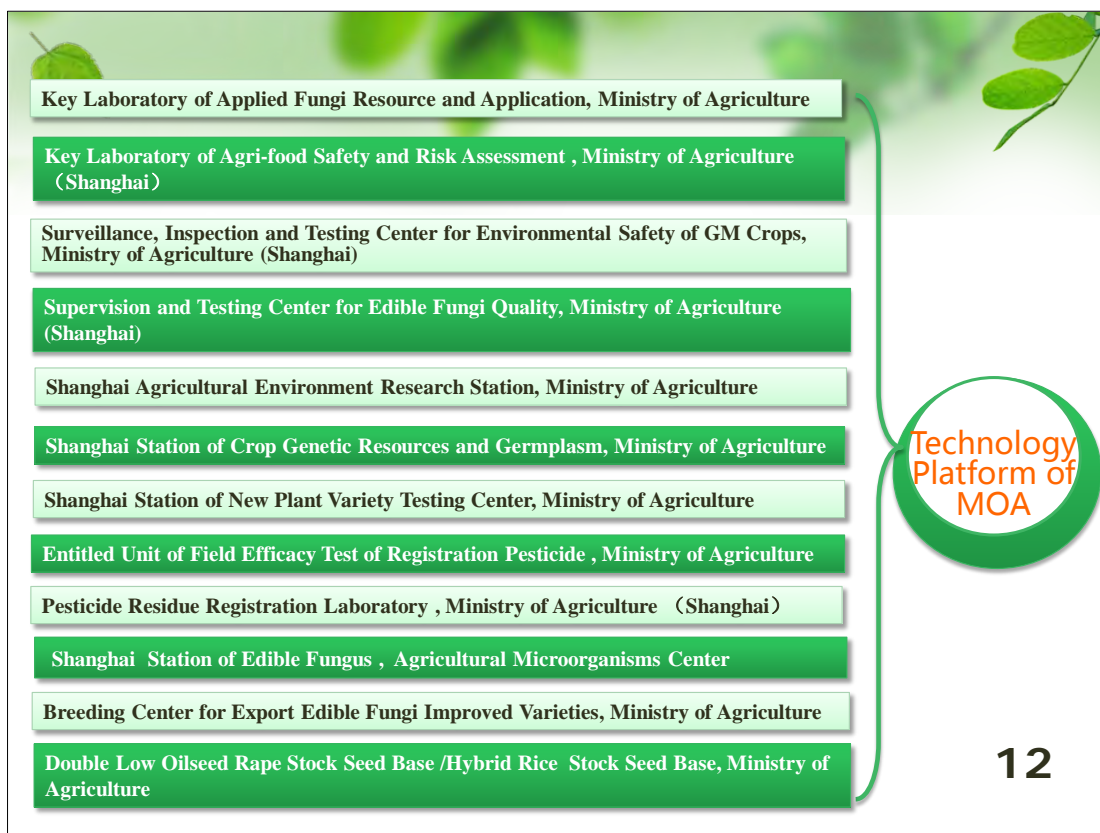 Key Laboratory of Applied Fungi Resource and Application, Ministry of Agriculture
Key Laboratory of Agri-food Safety and Risk Assessment , Ministry of Agriculture
（Shanghai）
Surveillance, Inspection and Testing Center for Environmental Safety of GM Crops,
Ministry of Agriculture (Shanghai)
Supervision and Testing Center for Edible Fungi Quality, Ministry of Agriculture
(Shanghai)
Shanghai Agricultural Environment Research Station, Ministry of Agriculture
Shanghai Station of Crop Genetic Resources and Germplasm, Ministry of Agriculture
Shanghai Station of New Plant Variety Testing Center, Ministry of Agriculture
Entitled Unit of Field Efficacy Test of Registration Pesticide , Ministry of Agriculture
Pesticide Residue Registration Laboratory , Ministry of Agriculture （Shanghai）
Shanghai Station of Edible Fungus , Agricultural Microorganisms Center
Breeding Center for Export Edible Fungi Improved Varieties, Ministry of Agriculture
Double Low Oilseed Rape Stock Seed Base /Hybrid Rice Stock Seed Base, Ministry of
Agriculture
Technology
Platform of
MOA
12